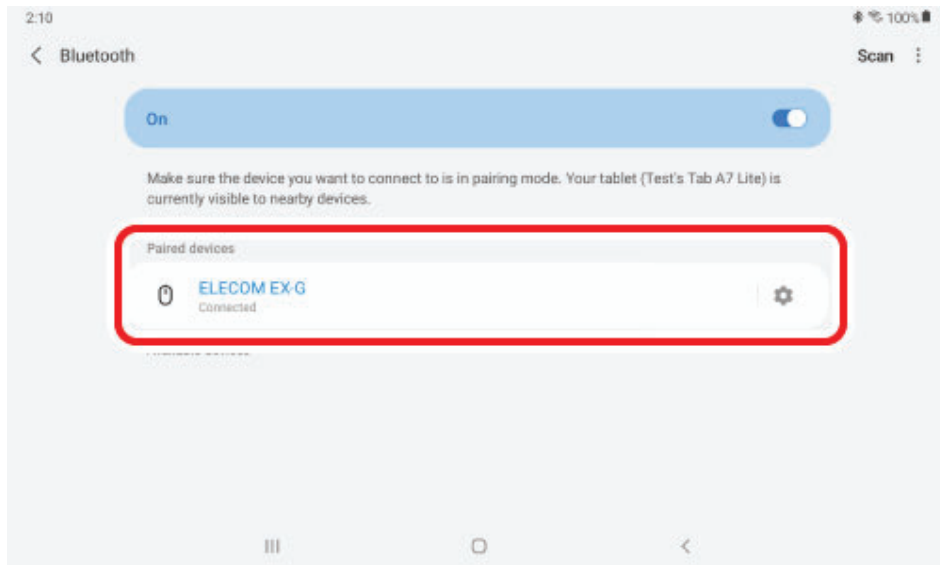 2:10
100%
Bluetooth
Scan
On
Make sure the device you want to connect to is in pairing mode. Your tablet (Test's Tab A7 Lite) is
currently visible to nearby devices.
Paired devices
ELECOM EX-G
Connected